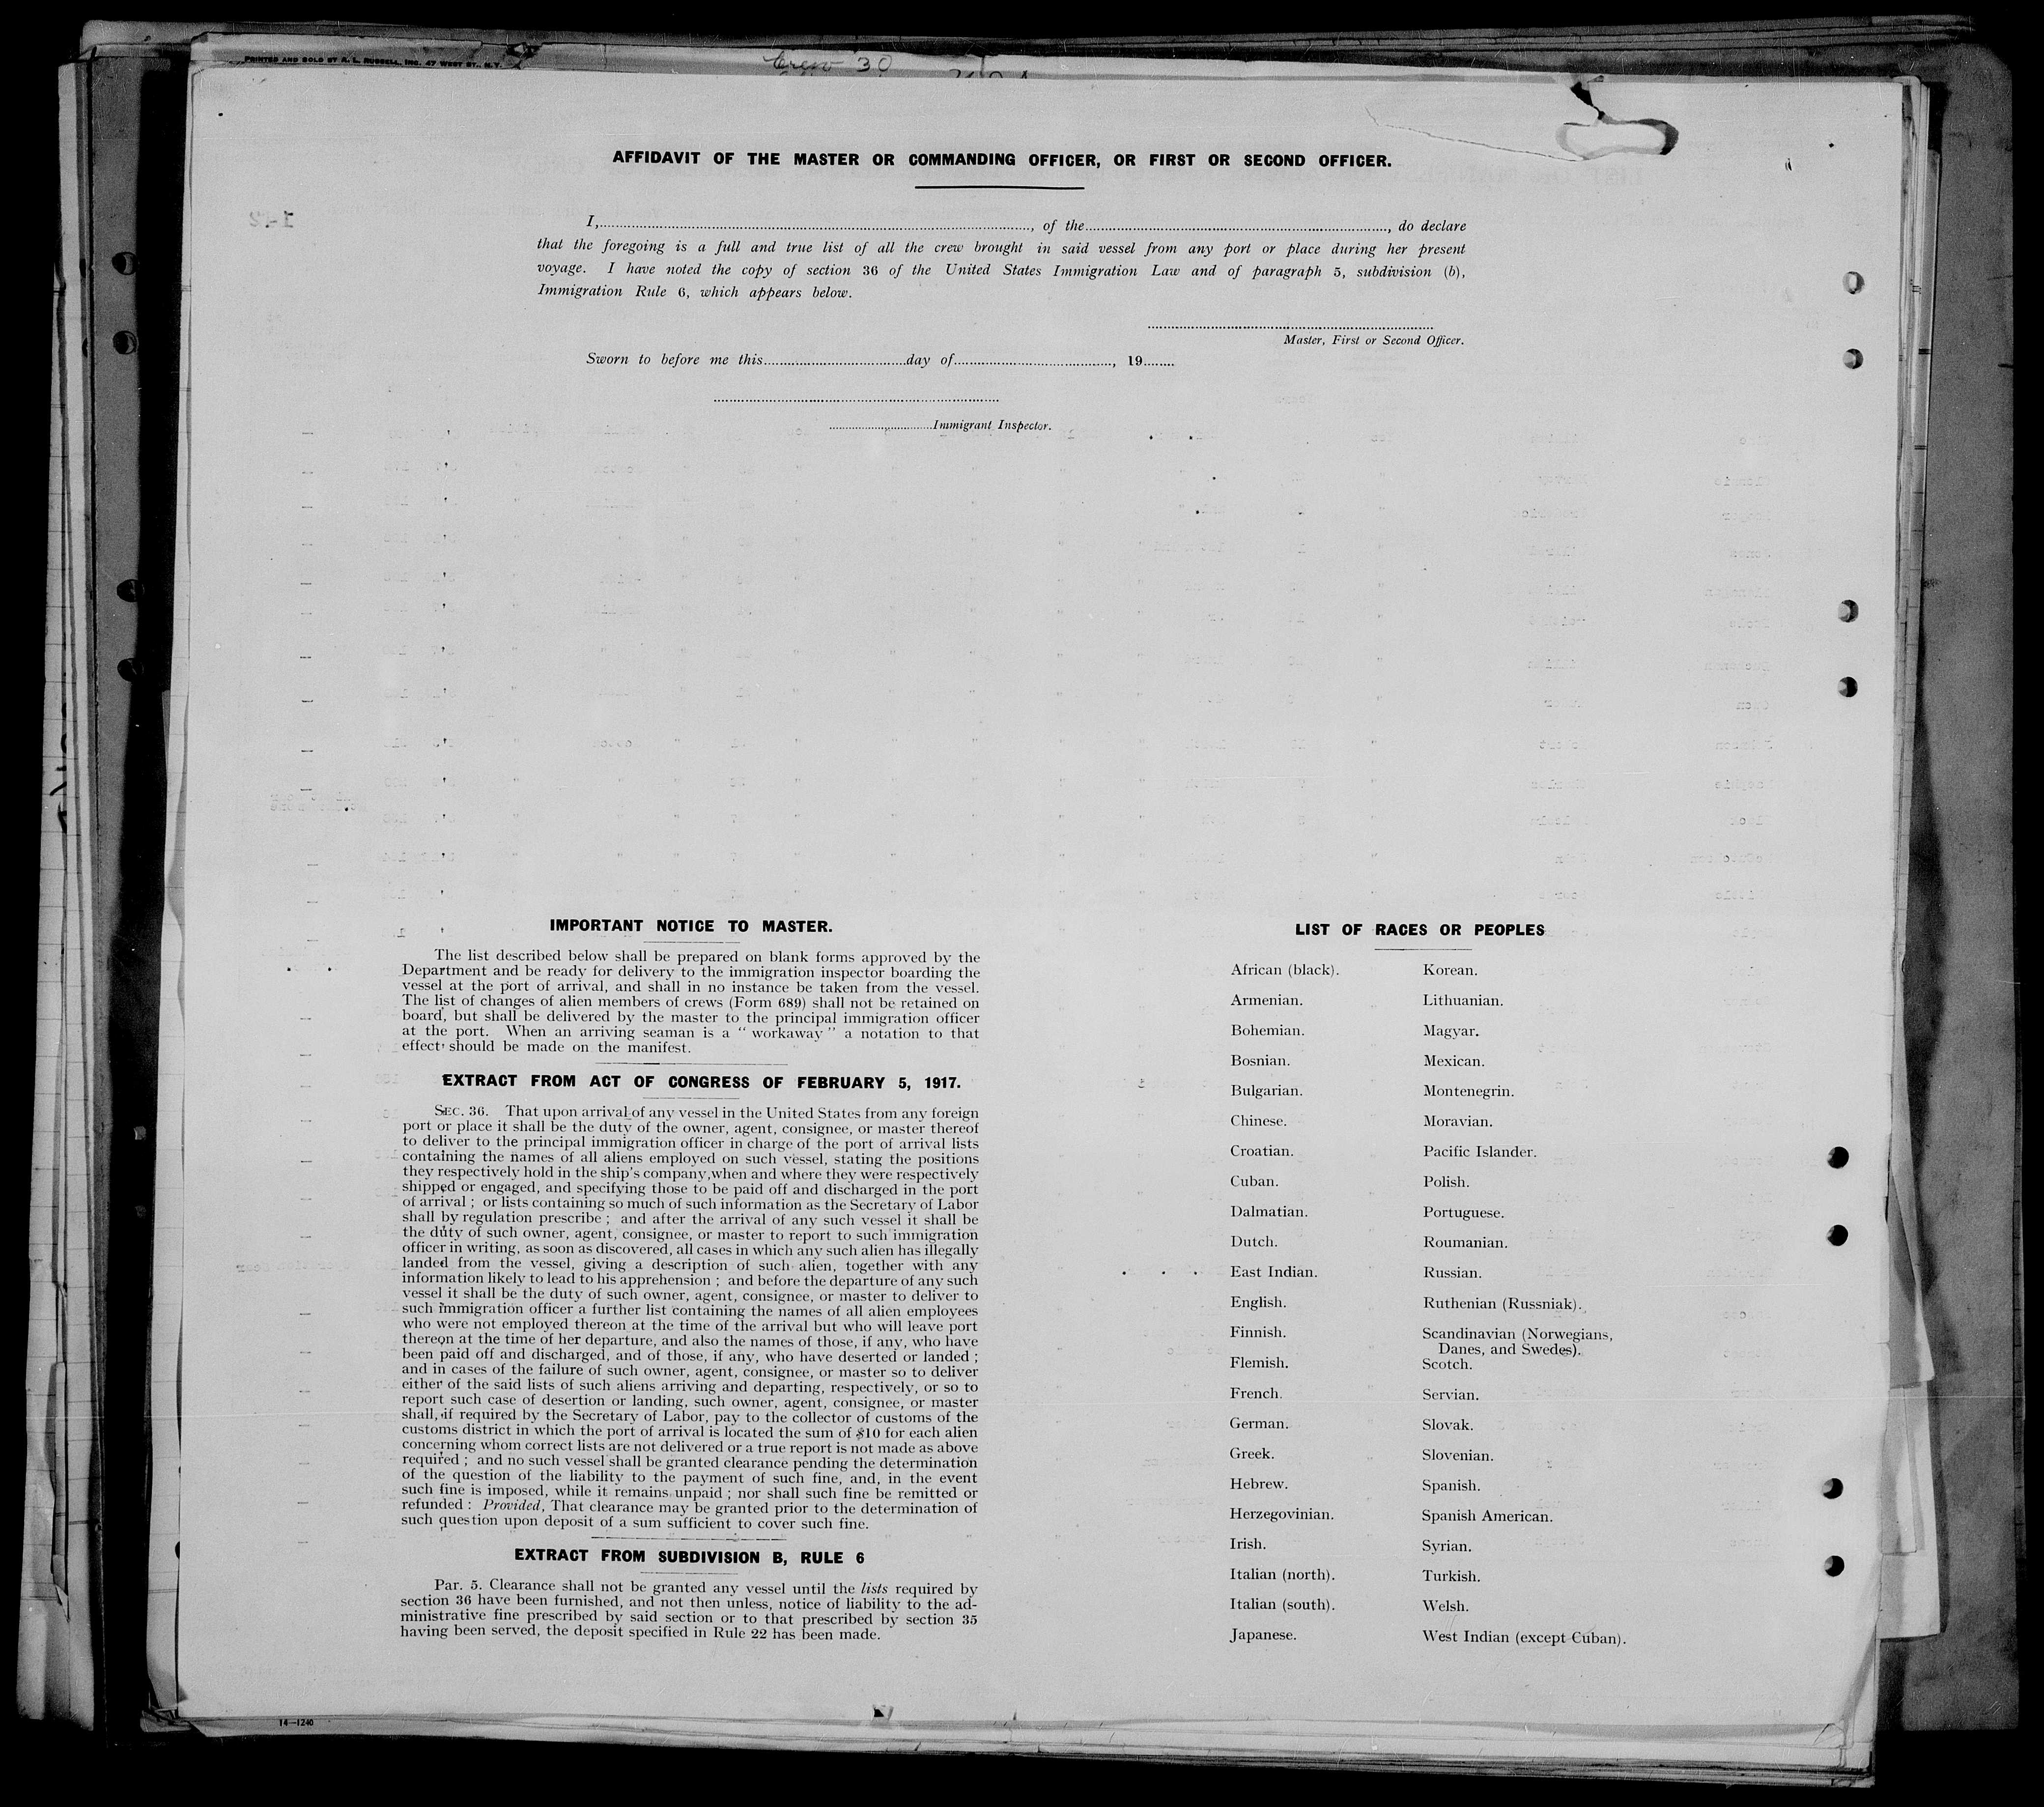 PRINTED AND SOLD BY A. L. RUSSELL, INC. 47 WEST ST., N.Y.
Crew 30
AFFIDAVIT OF THE MASTER OR COMMANDING OFFICER, OR FIRST OR SECOND OFFICER.
I,........................, of the........................, do declare
that the foregoing is a full and true list of all the crew brought in said vessel from any port or place during her present
voyage. I have noted the copy of section 36 of the United States Immigration Law and of paragraph 5, subdivision (b),
Immigration Rule 6, which appears below.
Master, First or Second Officer.
Sworn to before me this................day of................, 19........
................Immigrant Inspector.
IMPORTANT NOTICE TO MASTER.
The list described below shall be prepared on blank forms approved by the
Department and be ready for delivery to the immigration inspector boarding the
vessel at the port of arrival, and shall in no instance be taken from the vessel.
The list of changes of alien members of crews (Form 689) shall not be retained on
board, but shall be delivered by the master to the principal immigration officer
at the port. When an arriving seaman is a "workaway" a notation to that
effect should be made on the manifest.
EXTRACT FROM ACT OF CONGRESS OF FEBRUARY 5, 1917.
SEC. 36. That upon arrival of any vessel in the United States from any foreign
port or place it shall be the duty of the owner, agent, consignee, or master thereof
to deliver to the principal immigration officer in charge of the port of arrival lists
containing the names of all aliens employed on such vessel, stating the positions
they respectively hold in the ship's company, when and where they were respectively
shipped or engaged, and specifying those to be paid off and discharged in the port
of arrival; or lists containing so much of such information as the Secretary of Labor
shall by regulation prescribe; and after the arrival of any such vessel it shall be
the duty of such owner, agent, consignee, or master to report to such immigration
officer in writing, as soon as discovered, all cases in which any such alien has illegally
landed from the vessel, giving a description of such alien, together with any
information likely to lead to his apprehension; and before the departure of any such
vessel it shall be the duty of such owner, agent, consignee, or master to deliver to
such immigration officer a further list containing the names of all alien employees
who were not employed thereon at the time of the arrival but who will leave port
thereon at the time of her departure, and also the names of those, if any, who have
been paid off and discharged, and of those, if any, who have deserted or landed;
and in cases of the failure of such owner, agent, consignee, or master so to deliver
either of the said lists of such aliens arriving and departing, respectively, or so to
report such case of desertion or landing, such owner, agent, consignee, or master
shall, if required by the Secretary of Labor, pay to the collector of customs of the
customs district in which the port of arrival is located the sum of $10 for each alien
concerning whom correct lists are not delivered or a true report is not made as above
required; and no such vessel shall be granted clearance pending the determination
of the question of the liability to the payment of such fine, and, in the event
such fine is imposed, while it remains unpaid; nor shall such fine be remitted or
refunded: Provided, That clearance may be granted prior to the determination of
such question upon deposit of a sum sufficient to cover such fine.
EXTRACT FROM SUBDIVISION B, RULE 6
Par. 5. Clearance shall not be granted any vessel until the lists required by
section 36 have been furnished, and not then unless, notice of liability to the ad-
ministrative fine prescribed by said section or to that prescribed by section 35
having been served, the deposit specified in Rule 22 has been made.
LIST OF RACES OR PEOPLES
African (black). Korean.
Armenian. Lithuanian.
Bohemian. Magyar.
Bosnian. Mexican.
Bulgarian. Montenegrin.
Chinese. Moravian.
Croatian. Pacific Islander.
Cuban. Polish.
Dalmatian. Portuguese.
Dutch. Roumanian.
East Indian. Russian.
English. Ruthenian (Russniak).
Finnish. Scandinavian (Norwegians,
Danes, and Swedes).
Flemish. Scotch.
French. Servian.
German. Slovak.
Greek. Slovenian.
Hebrew. Spanish.
Herzegovinian. Spanish American.
Irish. Syrian.
Italian (north). Turkish.
Italian (south). Welsh.
Japanese. West Indian (except Cuban).
14—1240